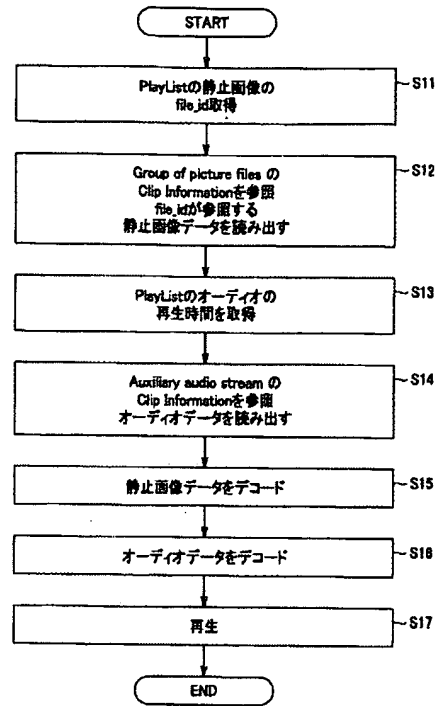 START
PlayListの静止画像の
file_id取得
S11
Group of picture files の
Clip Informationを参照
file_idが参照する
静止画像データを読み出す
S12
PlayListのオーディオの
再生時間を取得
S13
Auxiliary audio stream の
Clip Informationを参照
オーディオデータを読み出す
S14
静止画像データをデコード
S15
オーディオデータをデコード
S16
再生
S17
END